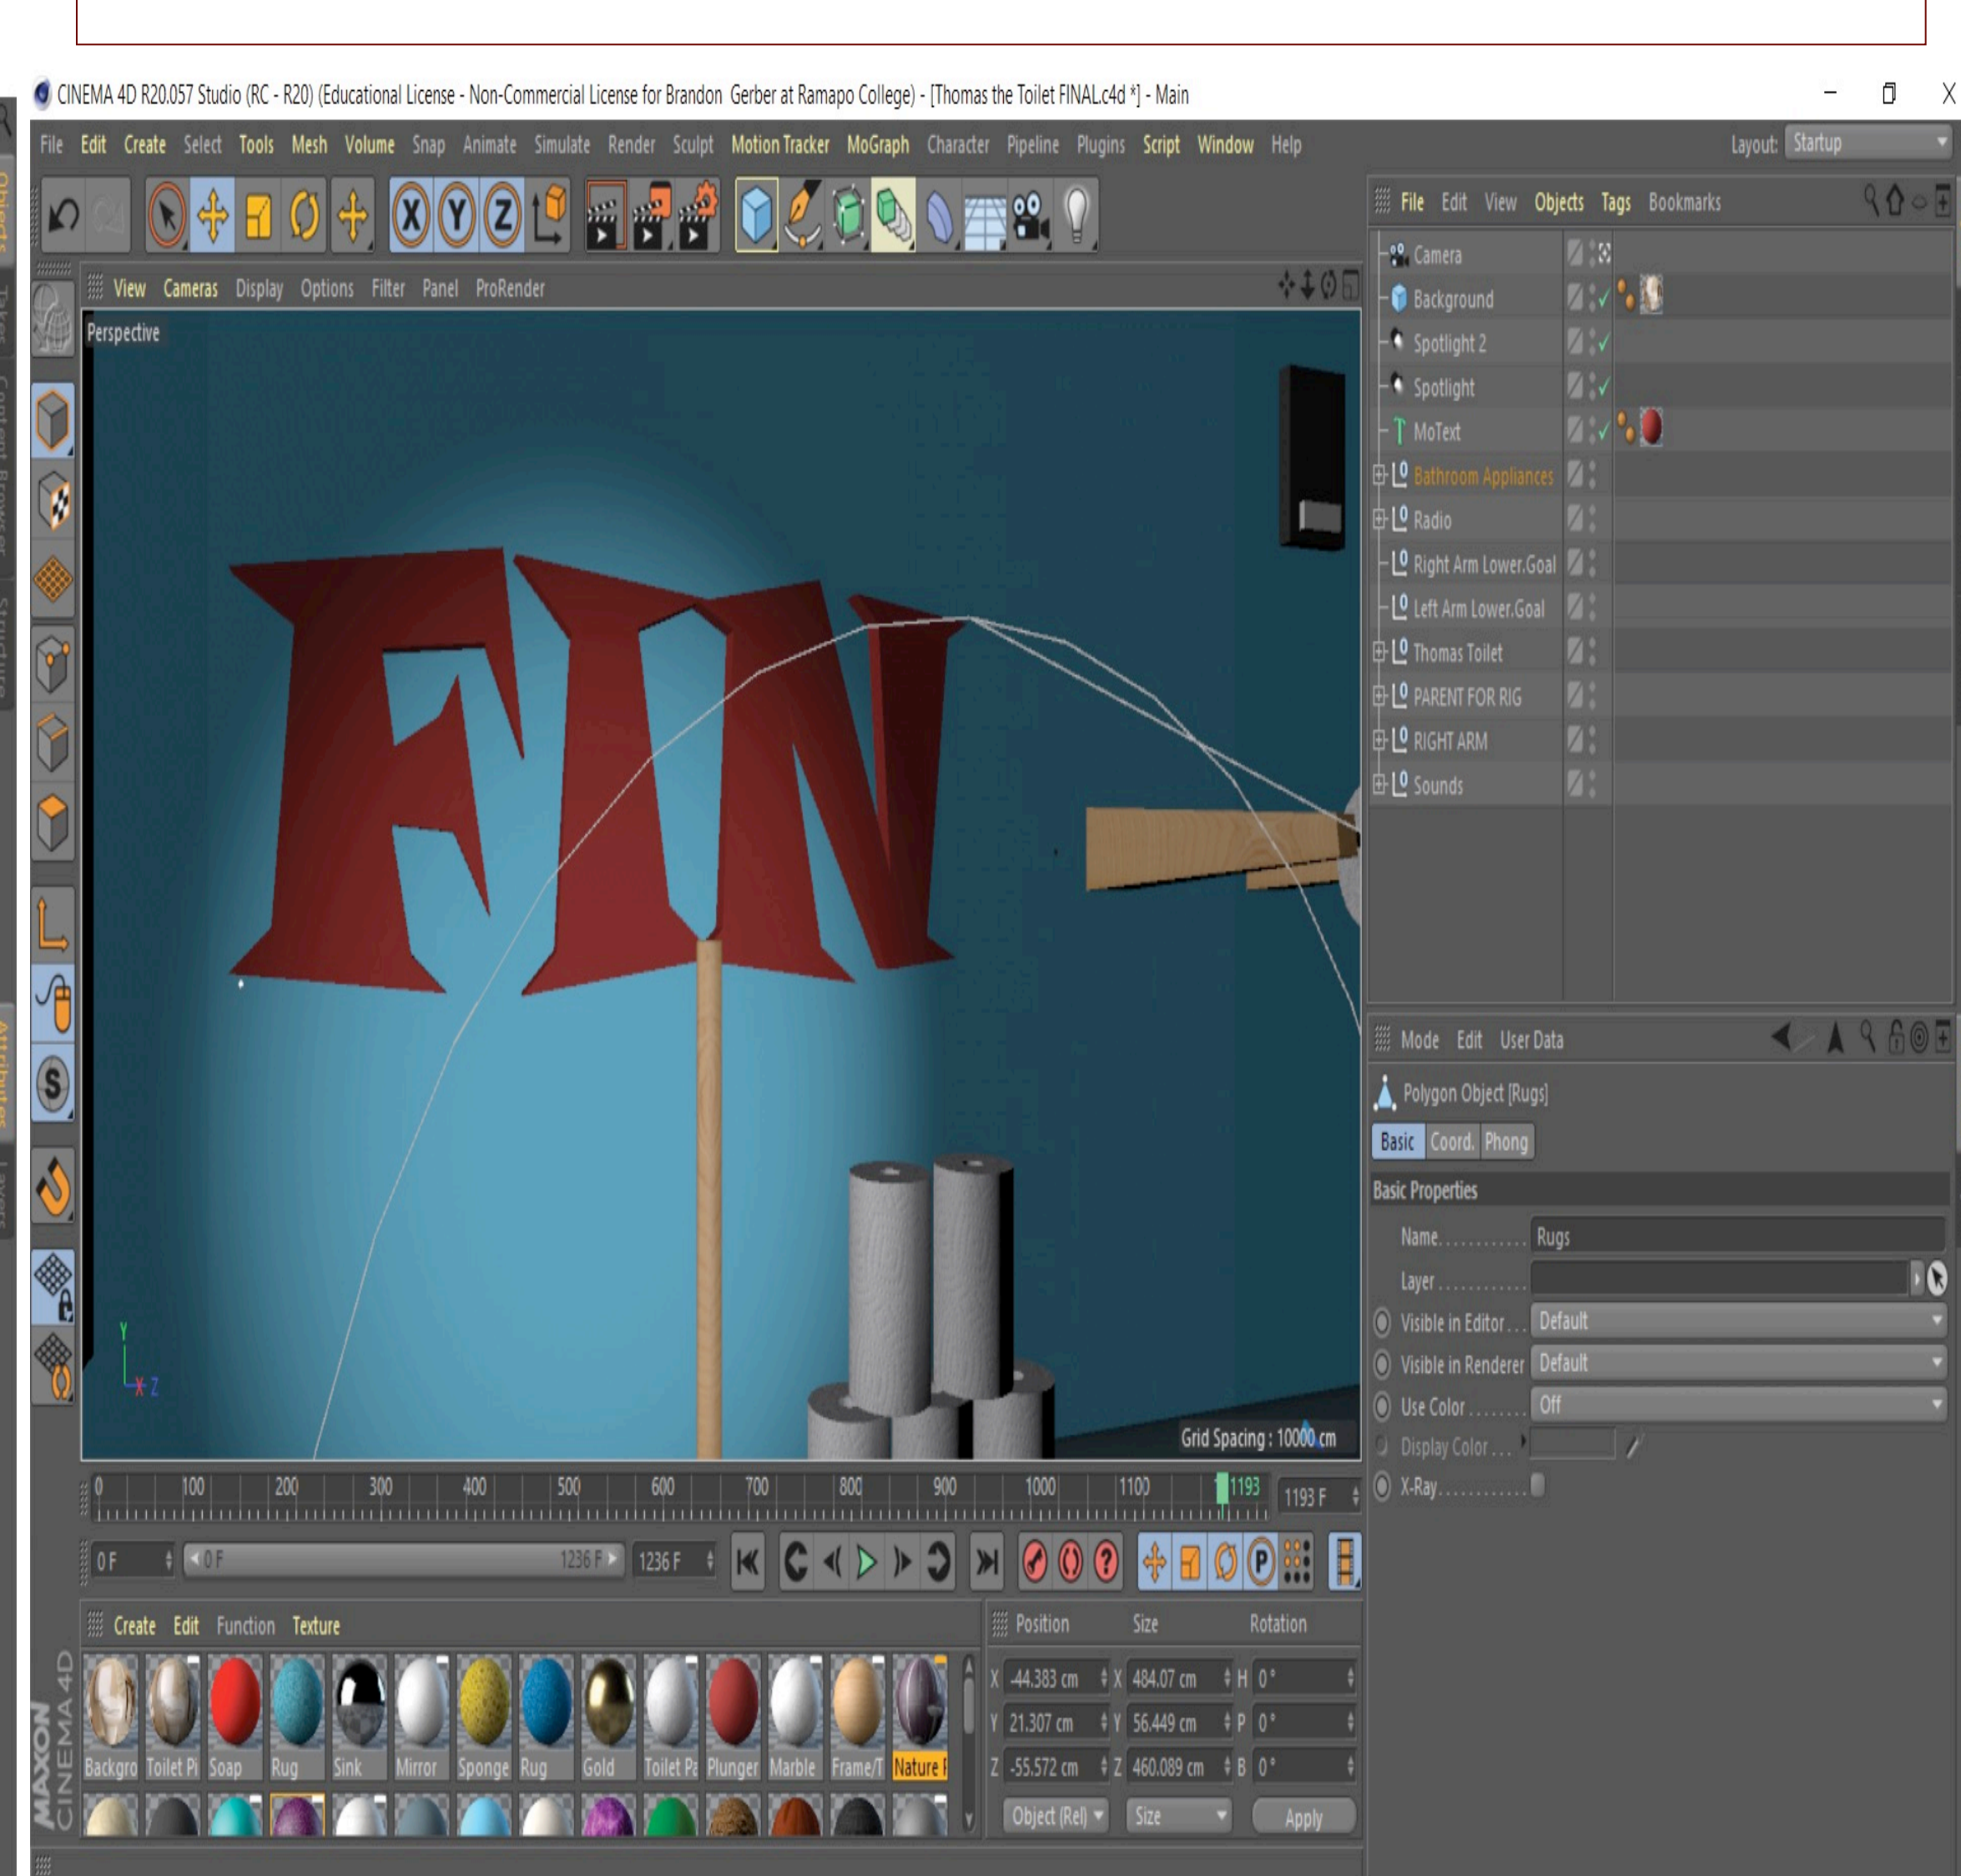 CINEMA 4D R20.057 Studio (RC - R20) (Educational License - Non-Commercial License for Brandon Gerber at Ramapo College) - [Thomas the Toilet FINAL.c4d *] - Main
File Edit Create Select Tools Mesh Volume Snap Animate Simulate Render Sculpt Motion Tracker MoGraph Character Pipeline Plugins Script Window Help
Layout: Startup
X Y Z
File Edit View Objects Tags Bookmarks
View Cameras Display Options Filter Panel ProRender
Perspective
FIN
Grid Spacing : 10000 cm
Y
X Z
S
Camera
Background
Spotlight 2
Spotlight
MoText
Bathroom Appliances
Radio
Right Arm Lower.Goal
Left Arm Lower.Goal
Thomas Toilet
PARENT FOR RIG
RIGHT ARM
Sounds
Objects
Takes
Content Browser
Structure
Attributes
Layers
Mode Edit User Data
Polygon Object [Rugs]
Basic Coord. Phong
Basic Properties
Name............ Rugs
Layer............
Visible in Editor... Default
Visible in Renderer Default
Use Color........ Off
Display Color...
X-Ray............
0 100 200 300 400 500 600 700 800 900 1000 1100 1193 1193 F
0 F 0 F 1236 F 1236 F
P
Create Edit Function Texture
Backgro Toilet Pi Soap Rug Sink Mirror Sponge Rug Gold Toilet Pa Plunger Marble Frame/T Nature F
Position Size Rotation
X -44.383 cm X 484.07 cm H 0°
Y 21.307 cm Y 56.449 cm P 0°
Z -55.572 cm Z 460.089 cm B 0°
Object (Rel) Size Apply
MAXON
CINEMA 4D